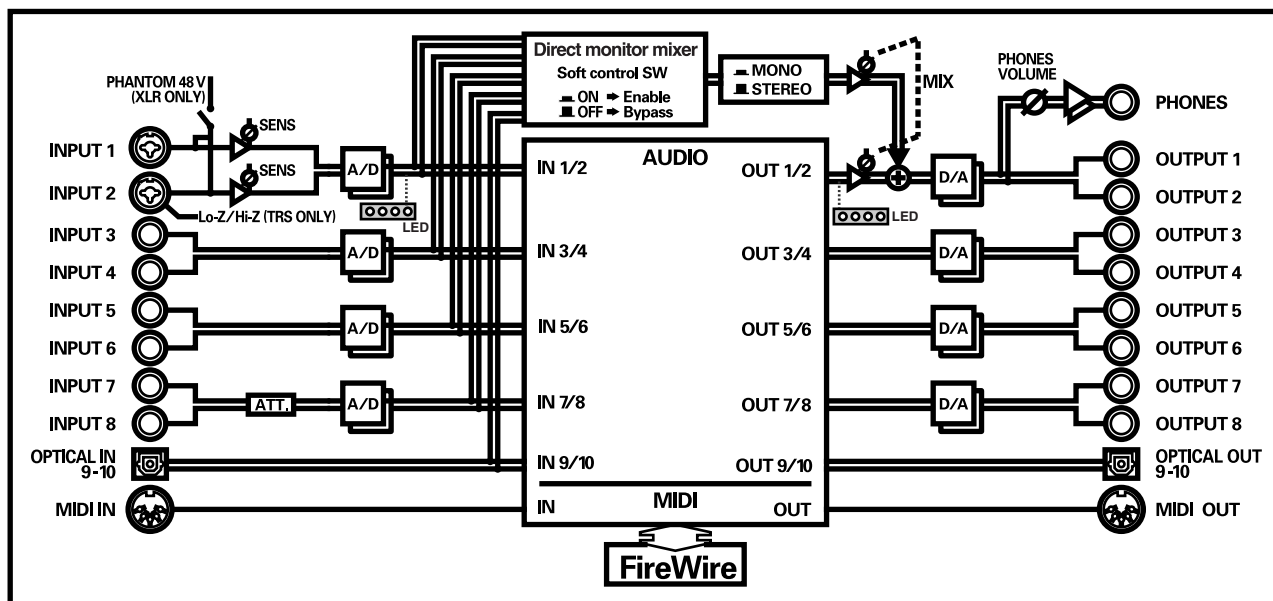 PHANTOM 48 V
(XLR ONLY)
INPUT 1
SENS
INPUT 2
SENS
Lo-Z/Hi-Z (TRS ONLY)
INPUT 3
INPUT 4
INPUT 5
INPUT 6
INPUT 7
INPUT 8
ATT.
OPTICAL IN
9-10
MIDI IN
A/D
LED
A/D
A/D
A/D
Direct monitor mixer
Soft control SW
ON ➡ Enable
OFF ➡ Bypass
MONO
STEREO
MIX
AUDIO
IN 1/2
OUT 1/2
IN 3/4
OUT 3/4
IN 5/6
OUT 5/6
IN 7/8
OUT 7/8
IN 9/10
OUT 9/10
MIDI
IN
OUT
FireWire
LED
D/A
D/A
D/A
D/A
PHONES
VOLUME
PHONES
OUTPUT 1
OUTPUT 2
OUTPUT 3
OUTPUT 4
OUTPUT 5
OUTPUT 6
OUTPUT 7
OUTPUT 8
OPTICAL OUT
9-10
MIDI OUT